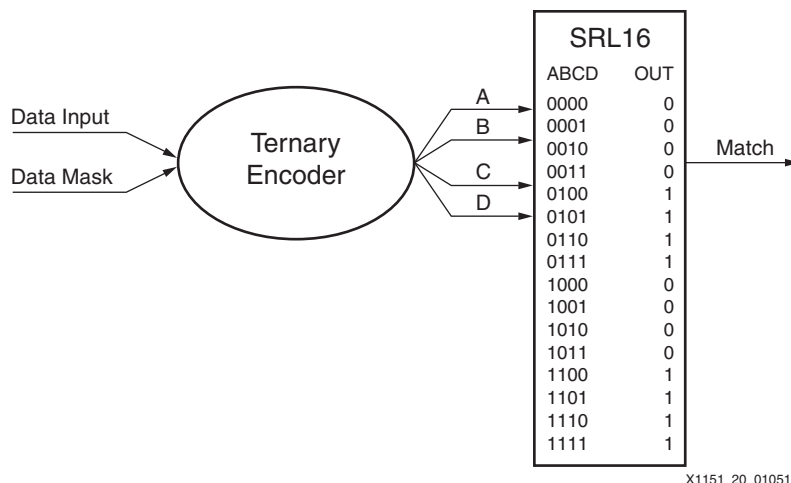 SRL16
ABCD OUT
Data Input
Data Mask
Ternary
Encoder
A
B
C
D
0000 0
0001 0
0010 0
0011 0
0100 1
0101 1
0110 1
0111 1
1000 0
1001 0
1010 0
1011 0
1100 1
1101 1
1110 1
1111 1
Match
X1151_20_01051